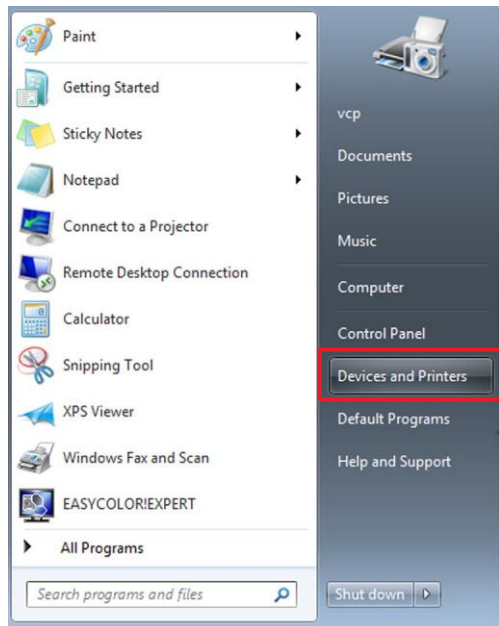 Paint
Getting Started
Sticky Notes
Notepad
Connect to a Projector
Remote Desktop Connection
Calculator
Snipping Tool
XPS Viewer
Windows Fax and Scan
EASYCOLOR!EXPERT
All Programs
Search programs and files
vcp
Documents
Pictures
Music
Computer
Control Panel
Devices and Printers
Default Programs
Help and Support
Shut down